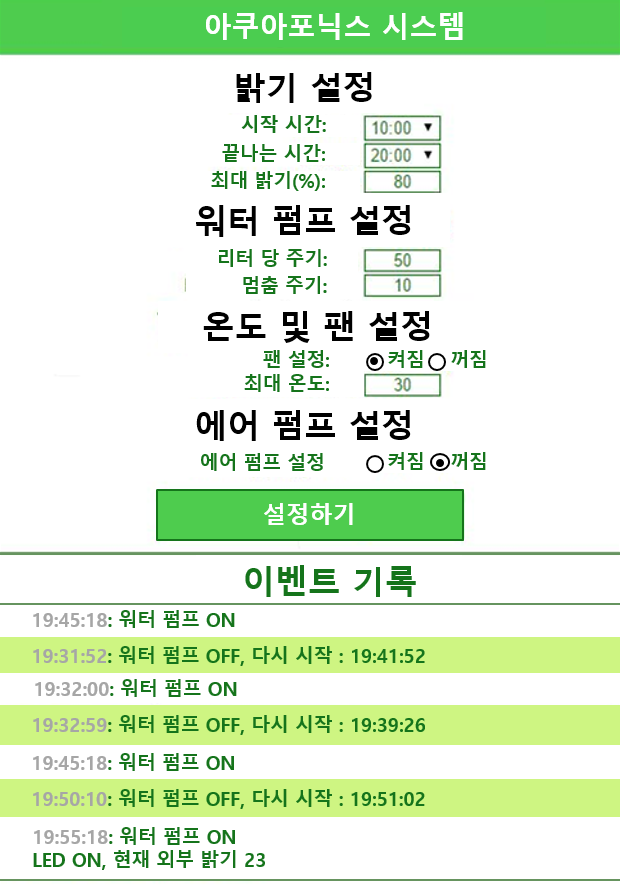 아쿠아포닉스 시스템
밝기 설정
시작 시간: 10:00 ▼
끝나는 시간: 20:00 ▼
최대 밝기(%): 80
워터 펌프 설정
리터 당 주기: 50
멈춤 주기: 10
온도 및 팬 설정
팬 설정: 켜짐 꺼짐
최대 온도: 30
에어 펌프 설정
에어 펌프 설정 켜짐 꺼짐
설정하기
이벤트 기록
19:45:18: 워터 펌프 ON
19:31:52: 워터 펌프 OFF, 다시 시작 : 19:41:52
19:32:00: 워터 펌프 ON
19:32:59: 워터 펌프 OFF, 다시 시작 : 19:39:26
19:45:18: 워터 펌프 ON
19:50:10: 워터 펌프 OFF, 다시 시작 : 19:51:02
19:55:18: 워터 펌프 ON
LED ON, 현재 외부 밝기 23